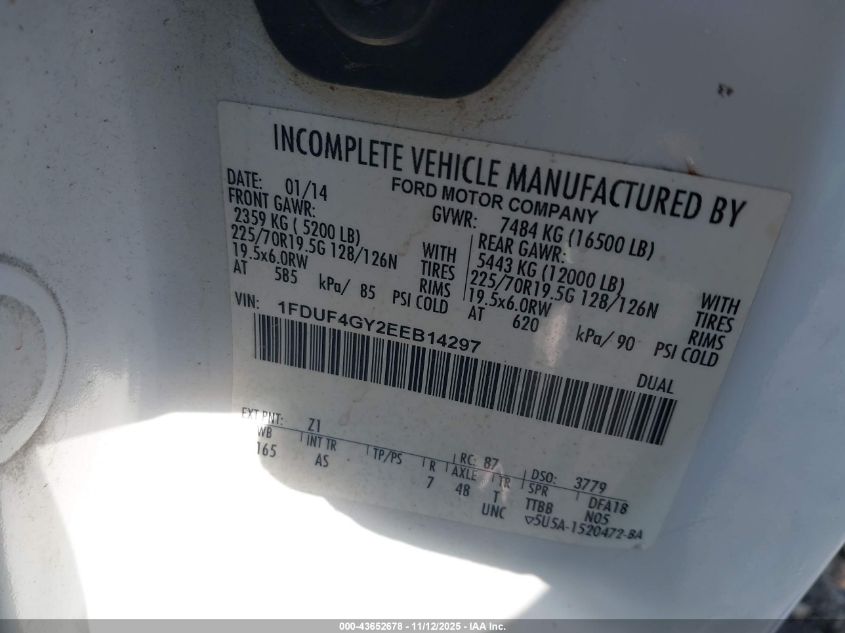 INCOMPLETE VEHICLE MANUFACTURED BY
FORD MOTOR COMPANY
DATE: 01/14
GVWR: 7484 KG (16500 LB)
FRONT GAWR:
2359 KG ( 5200 LB)
225/70R19.5G 128/126N WITH TIRES
19.5x6.0RW RIMS
AT 585 kPa/ 85 PSI COLD
REAR GAWR:
5443 KG (12000 LB)
225/70R19.5G 128/126N WITH TIRES
19.5x6.0RW RIMS
AT 620 kPa/ 90 PSI COLD
VIN: 1FDUF4GY2EEB14297
DUAL
EXT PNT: Z1 RC: 87 DSO: 3779
WB INT TR TP/PS R AXLE TR SPR DFA18
165 AS 7 48 T TTBB N05
UNC ▽5U5A-1520472-BA
000-43652678 - 11/12/2025 - IAA Inc.